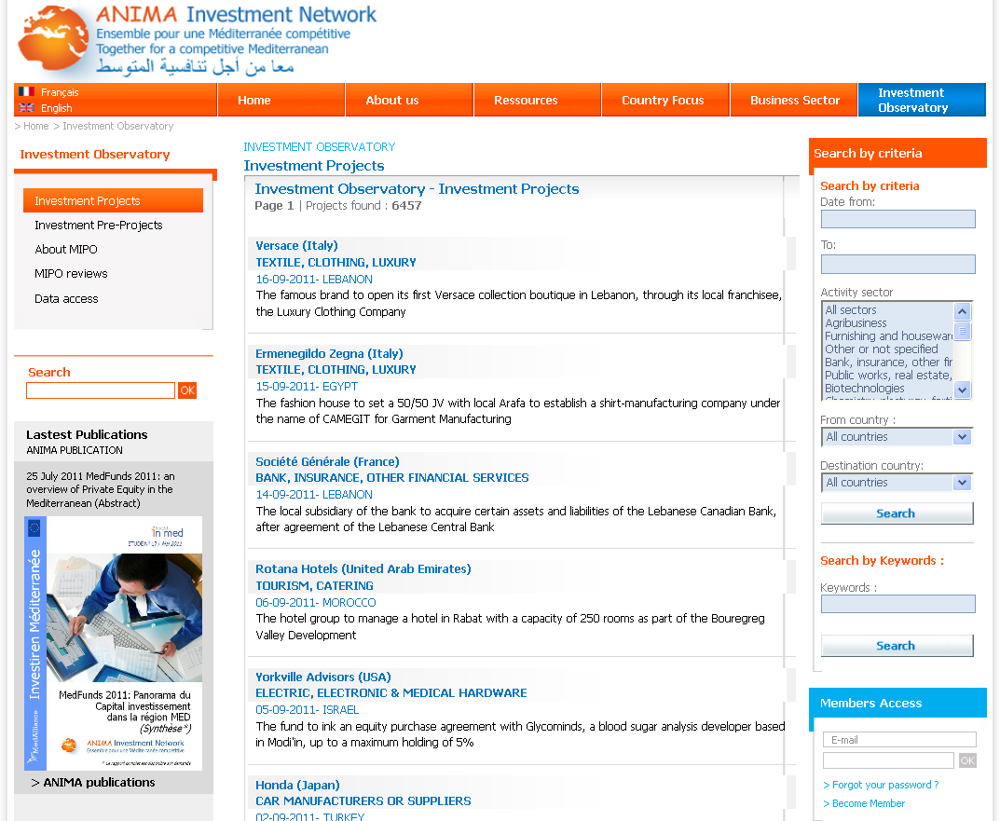 ANIMA Investment Network
Ensemble pour une Méditerranée compétitive
Together for a competitive Mediterranean
معا من أجل تنافسية المتوسط
Français
English
Home
About us
Ressources
Country Focus
Business Sector
Investment
Observatory
> Home > Investment Observatory
Investment Observatory
Investment Projects
Investment Pre-Projects
About MIPO
MIPO reviews
Data access
Search
OK
Lastest Publications
ANIMA PUBLICATION
25 July 2011 MedFunds 2011: an
overview of Private Equity in the
Mediterranean (Abstract)
in med
ETUDE N° 17 / Mai 2011
Investiren Méditerranée
MedAlliance
MedFunds 2011: Panorama du
Capital investissement
dans la région MED
(Synthèse*)
ANIMA Investment Network
Ensemble pour une Méditerranée compétitive
* Le rapport complet est disponible sur demande
> ANIMA publications
INVESTMENT OBSERVATORY
Investment Projects
Investment Observatory - Investment Projects
Page 1 | Projects found : 6457
Versace (Italy)
TEXTILE, CLOTHING, LUXURY
16-09-2011- LEBANON
The famous brand to open its first Versace collection boutique in Lebanon, through its local franchisee,
the Luxury Clothing Company
Ermenegildo Zegna (Italy)
TEXTILE, CLOTHING, LUXURY
15-09-2011- EGYPT
The fashion house to set a 50/50 JV with local Arafa to establish a shirt-manufacturing company under
the name of CAMEGIT for Garment Manufacturing
Société Générale (France)
BANK, INSURANCE, OTHER FINANCIAL SERVICES
14-09-2011- LEBANON
The local subsidiary of the bank to acquire certain assets and liabilities of the Lebanese Canadian Bank,
after agreement of the Lebanese Central Bank
Rotana Hotels (United Arab Emirates)
TOURISM, CATERING
06-09-2011- MOROCCO
The hotel group to manage a hotel in Rabat with a capacity of 250 rooms as part of the Bouregreg
Valley Development
Yorkville Advisors (USA)
ELECTRIC, ELECTRONIC & MEDICAL HARDWARE
05-09-2011- ISRAEL
The fund to ink an equity purchase agreement with Glycominds, a blood sugar analysis developer based
in Modi'in, up to a maximum holding of 5%
Honda (Japan)
CAR MANUFACTURERS OR SUPPLIERS
02-09-2011- TURKEY
Search by criteria
Search by criteria
Date from:
To:
Activity sector
All sectors
Agribusiness
Furnishing and housewar
Other or not specified
Bank, insurance, other fir
Public works, real estate,
Biotechnologies
From country :
All countries
Destination country:
All countries
Search
Search by Keywords :
Keywords :
Search
Members Access
E-mail
OK
> Forgot your password ?
> Become Member